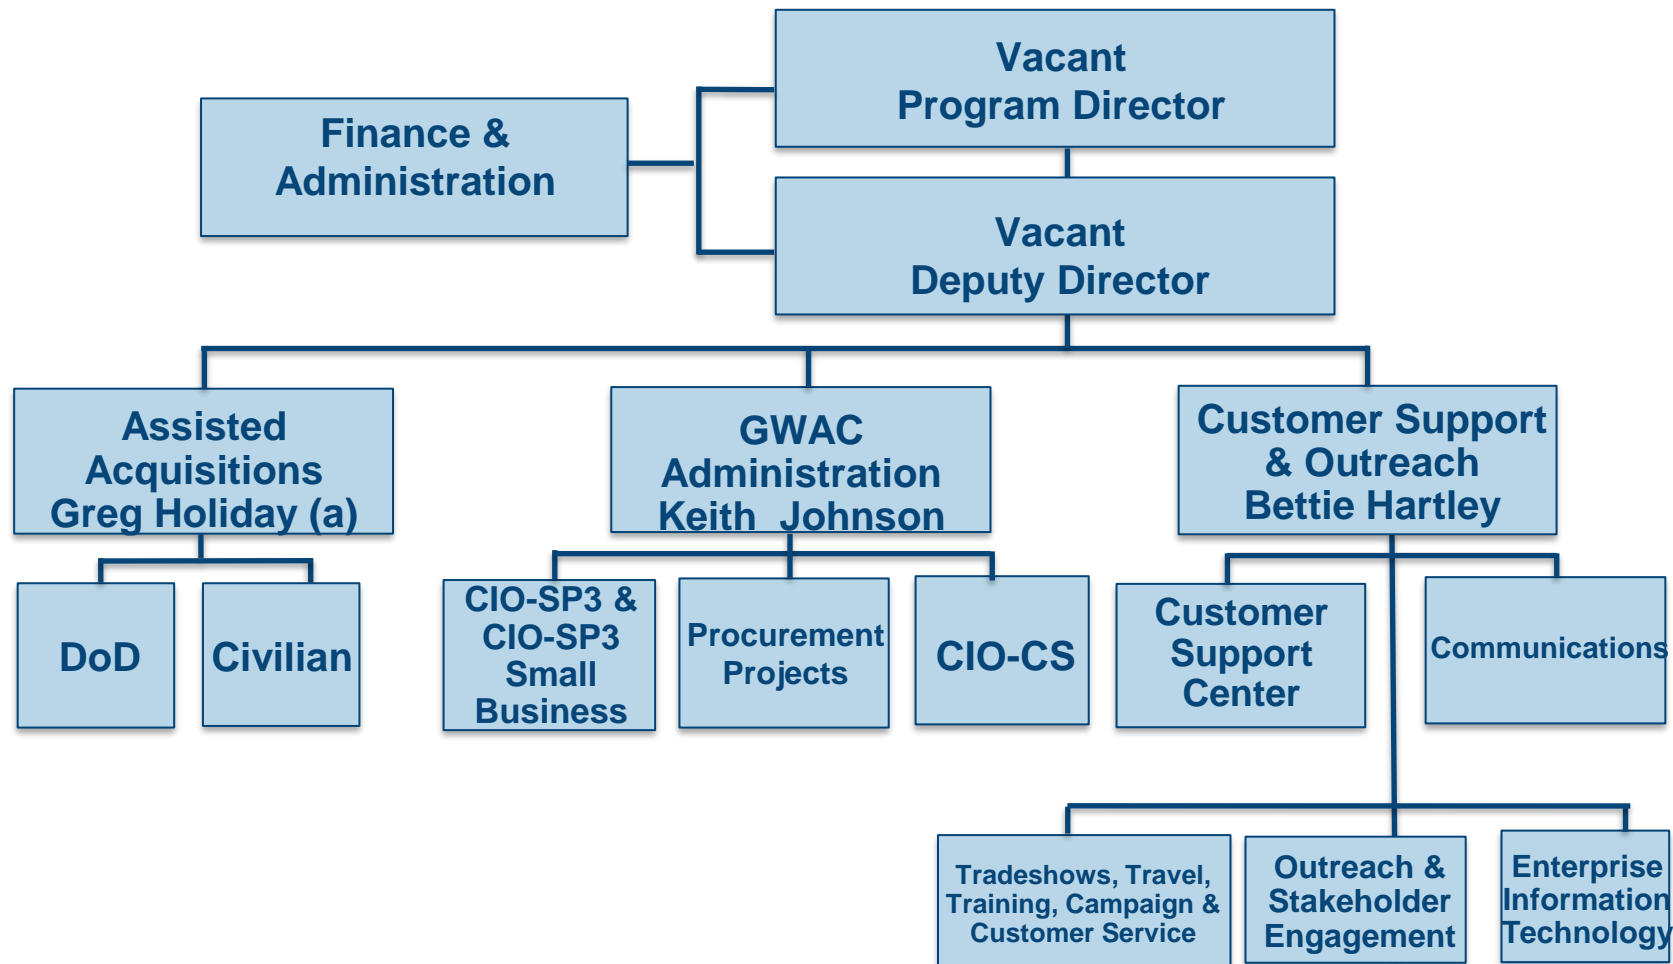 Vacant
Program Director
Finance &
Administration
Vacant
Deputy Director
Assisted
Acquisitions
Greg Holiday (a)
GWAC
Administration
Keith Johnson
Customer Support
& Outreach
Bettie Hartley
DoD
Civilian
CIO-SP3 &
CIO-SP3
Small
Business
Procurement
Projects
CIO-CS
Customer
Support
Center
Communications
Tradeshows, Travel,
Training, Campaign &
Customer Service
Outreach &
Stakeholder
Engagement
Enterprise
Information
Technology